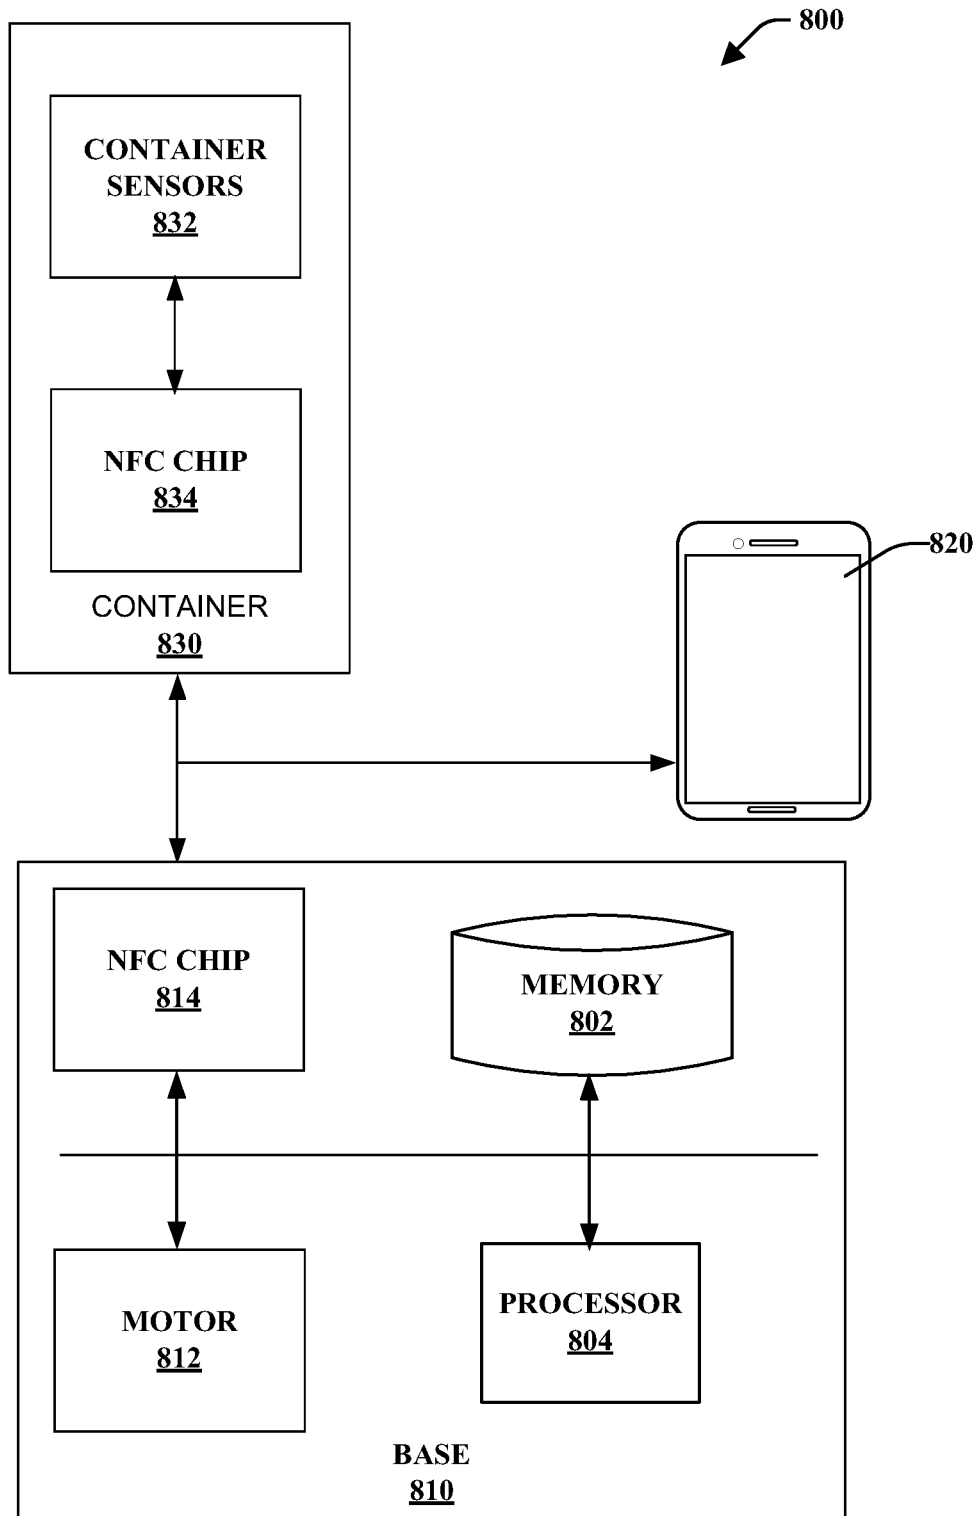 800
CONTAINER
SENSORS
832
NFC CHIP
834
CONTAINER
830
820
NFC CHIP
814
MEMORY
802
MOTOR
812
PROCESSOR
804
BASE
810